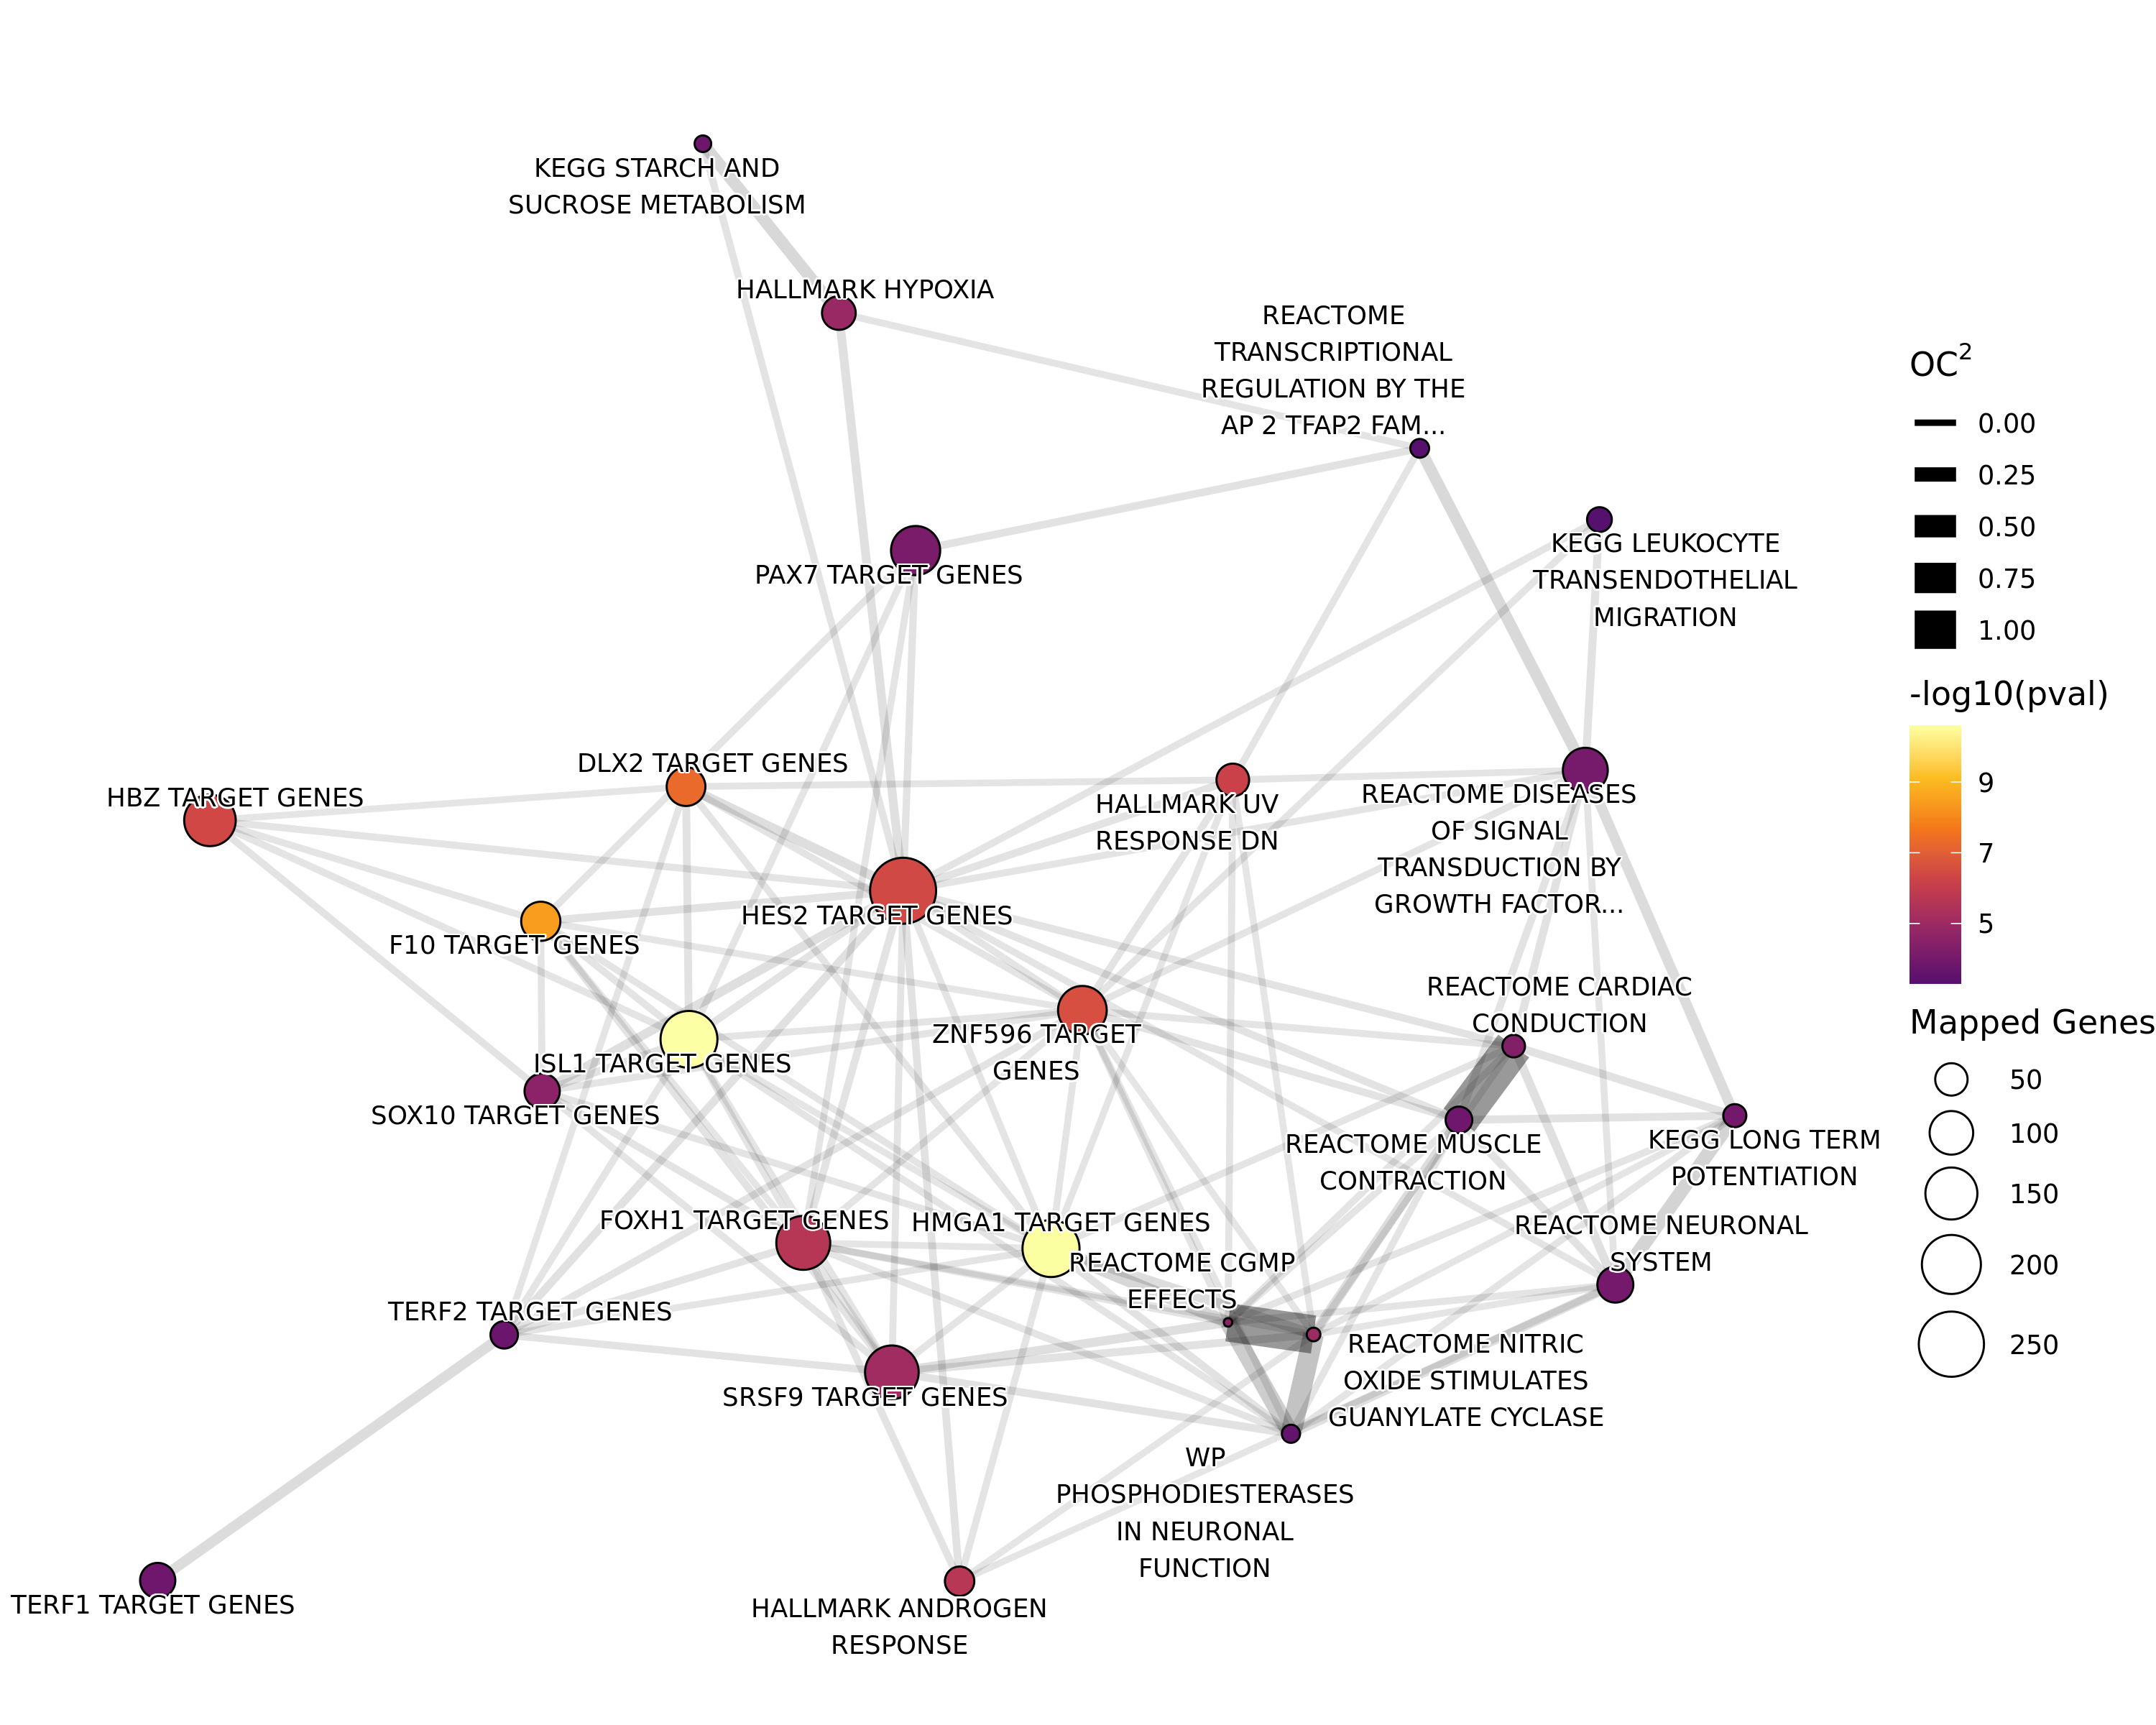 KEGG STARCH AND
SUCROSE METABOLISM
HALLMARK HYPOXIA
REACTOME
TRANSCRIPTIONAL
REGULATION BY THE
AP 2 TFAP2 FAM...
KEGG LEUKOCYTE
TRANSENDOTHELIAL
MIGRATION
PAX7 TARGET GENES
DLX2 TARGET GENES
HBZ TARGET GENES
HALLMARK UV
RESPONSE DN
REACTOME DISEASES
OF SIGNAL
TRANSDUCTION BY
GROWTH FACTOR...
HES2 TARGET GENES
F10 TARGET GENES
REACTOME CARDIAC
CONDUCTION
ZNF596 TARGET
GENES
ISL1 TARGET GENES
SOX10 TARGET GENES
REACTOME MUSCLE
CONTRACTION
KEGG LONG TERM
POTENTIATION
FOXH1 TARGET GENES
HMGA1 TARGET GENES
REACTOME NEURONAL
SYSTEM
REACTOME CGMP
EFFECTS
TERF2 TARGET GENES
REACTOME NITRIC
OXIDE STIMULATES
GUANYLATE CYCLASE
SRSF9 TARGET GENES
WP
PHOSPHODIESTERASES
IN NEURONAL
FUNCTION
TERF1 TARGET GENES
HALLMARK ANDROGEN
RESPONSE
OC²
0.00
0.25
0.50
0.75
1.00
-log10(pval)
9
7
5
Mapped Genes
50
100
150
200
250